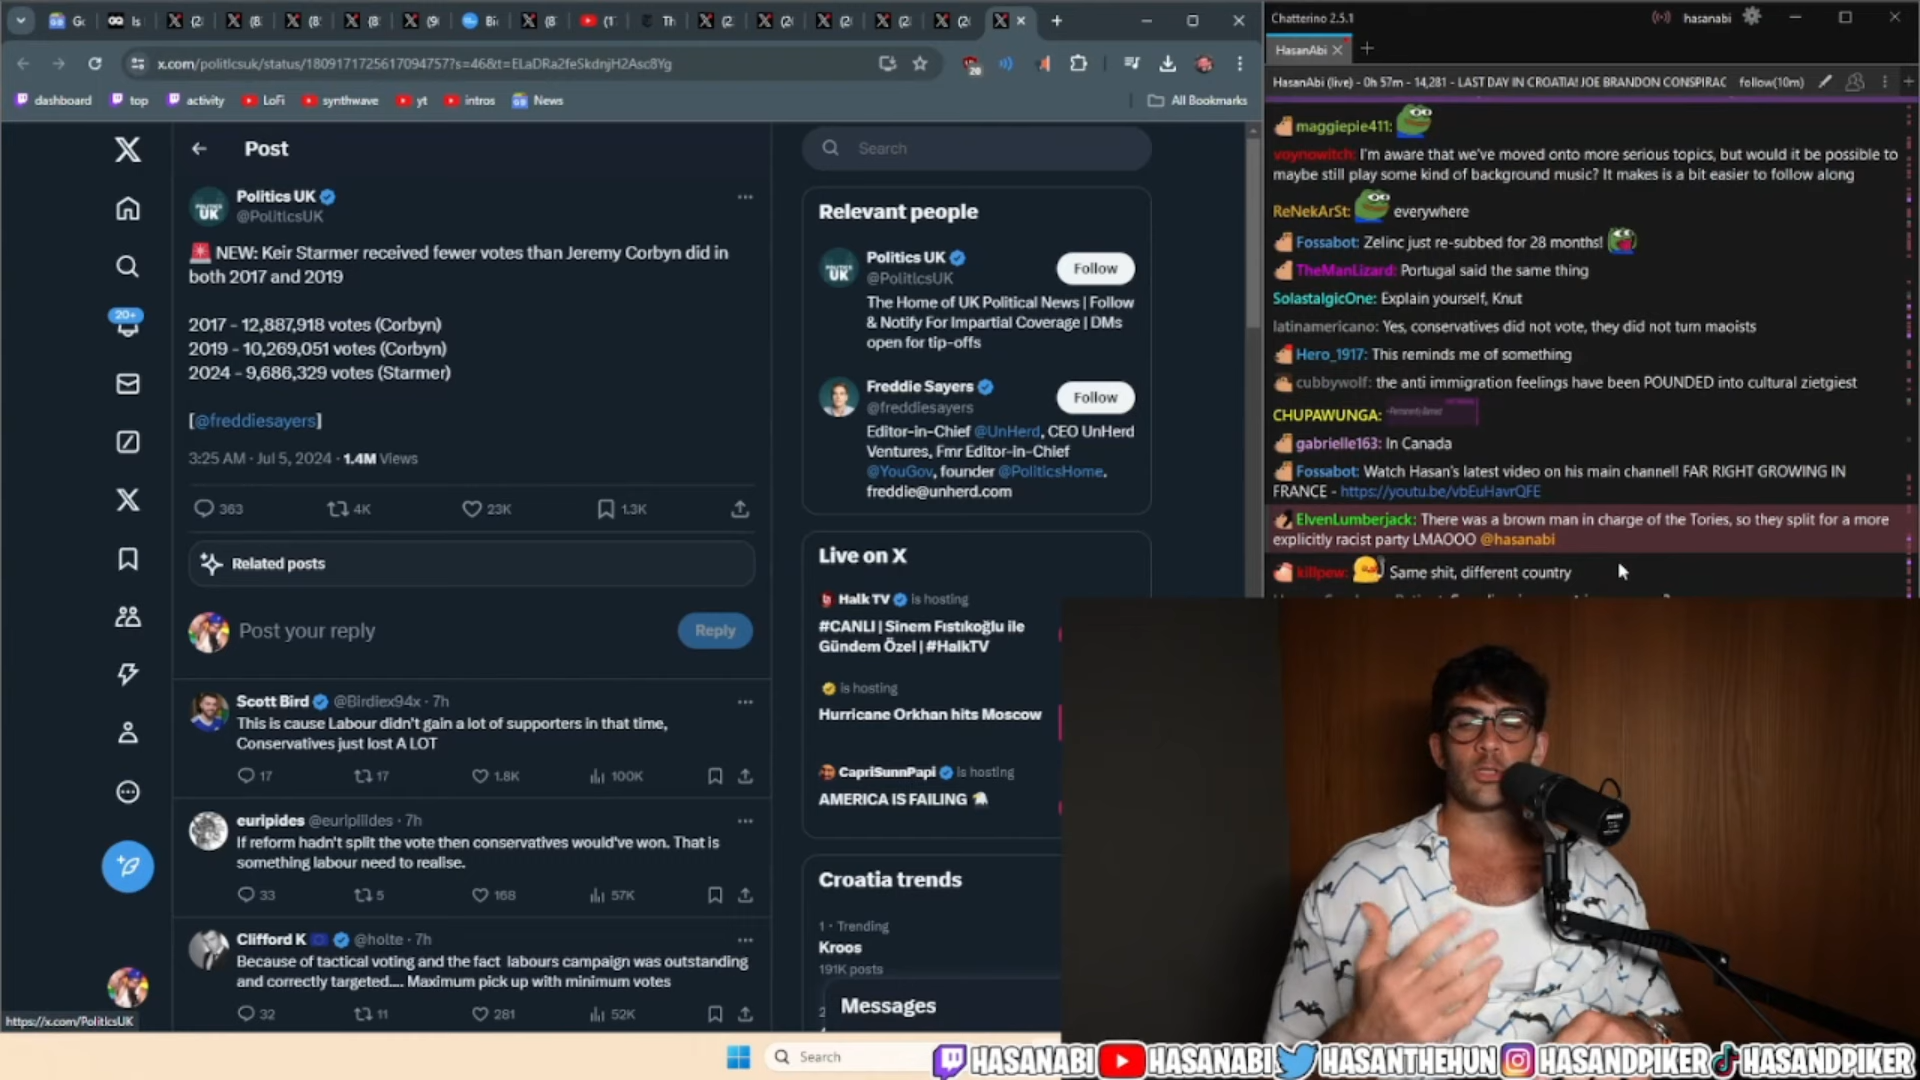 Chatterino 2.5.1
hasanabi
x.com/politlcsuk/status/1809171725617094757?s=46&t=ELaDRa2feSkdnjH2Asc8Yg
HasanAbi
dashboard
top
activity
LoFi
synthwave
yt
intros
News
All Bookmarks
HasanAbi (live) - 0h 57m - 14,281 - LAST DAY IN CROATIA! JOE BRANDON CONSPIRAC
follow(10m)
Post
Politics UK
@PolitlcsUK
🚨 NEW: Keir Starmer received fewer votes than Jeremy Corbyn did in
both 2017 and 2019
2017 - 12,887,918 votes (Corbyn)
2019 - 10,269,051 votes (Corbyn)
2024 - 9,686,329 votes (Starmer)
[@freddiesayers]
3:25 AM · Jul 5, 2024 · 1.4M Views
363
4K
23K
1.3K
Related posts
Post your reply
Reply
Scott Bird @Birdiex94x · 7h
This is cause Labour didn't gain a lot of supporters in that time,
Conservatives just lost A LOT
17
17
1.8K
100K
euripides @euripiiides · 7h
If reform hadn't split the vote then conservatives would've won. That is
something labour need to realise.
33
5
168
57K
Clifford K @holte · 7h
Because of tactical voting and the fact labours campaign was outstanding
and correctly targeted.... Maximum pick up with minimum votes
32
11
281
52K
20+
https://x.com/PolitlcsUK
Search
Relevant people
Politics UK
@PolitlcsUK
Follow
The Home of UK Political News | Follow
& Notify For Impartial Coverage | DMs
open for tip-offs
Freddie Sayers
@freddiesayers
Follow
Editor-in-Chief @UnHerd, CEO UnHerd
Ventures, Fmr Editor-in-Chief
@YouGov, founder @PoliticsHome.
freddie@unherd.com
Live on X
Halk TV is hosting
#CANLI | Sinem Fıstıkoğlu ile
Gündem Özel | #HalkTV
is hosting
Hurricane Orkhan hits Moscow
CapriSunnPapi is hosting
AMERICA IS FAILING
Croatia trends
1 · Trending
Kroos
191K posts
Messages
maggiepie411:
voynowitch: I'm aware that we've moved onto more serious topics, but would it be possible to
maybe still play some kind of background music? It makes is a bit easier to follow along
ReNekArSt: everywhere
Fossabot: Zelinc just re-subbed for 28 months!
TheManLizard: Portugal said the same thing
SolastalgicOne: Explain yourself, Knut
latinamericano: Yes, conservatives did not vote, they did not turn maoists
Hero_1917: This reminds me of something
cubbywolf: the anti immigration feelings have been POUNDED into cultural zietgiest
CHUPAWUNGA:
gabrielle163: In Canada
Fossabot: Watch Hasan's latest video on his main channel! FAR RIGHT GROWING IN
FRANCE - https://youtu.be/vbEuHavrQFE
ElvenLumberjack: There was a brown man in charge of the Tories, so they split for a more
explicitly racist party LMAOOO @hasanabi
killpew: Same shit, different country
Search
HASANABI
HASANABI
HASANTHEHUN
HASANDPIKER
HASANDPIKER